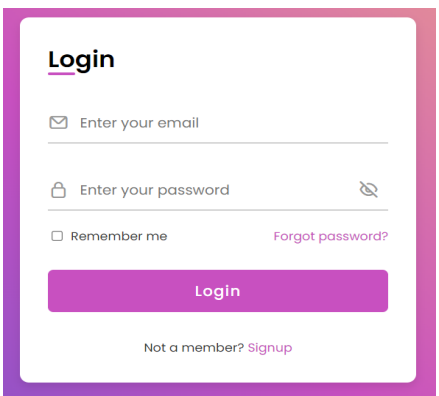 Login
Enter your email
Enter your password
Remember me Forgot password?
Login
Not a member? Signup